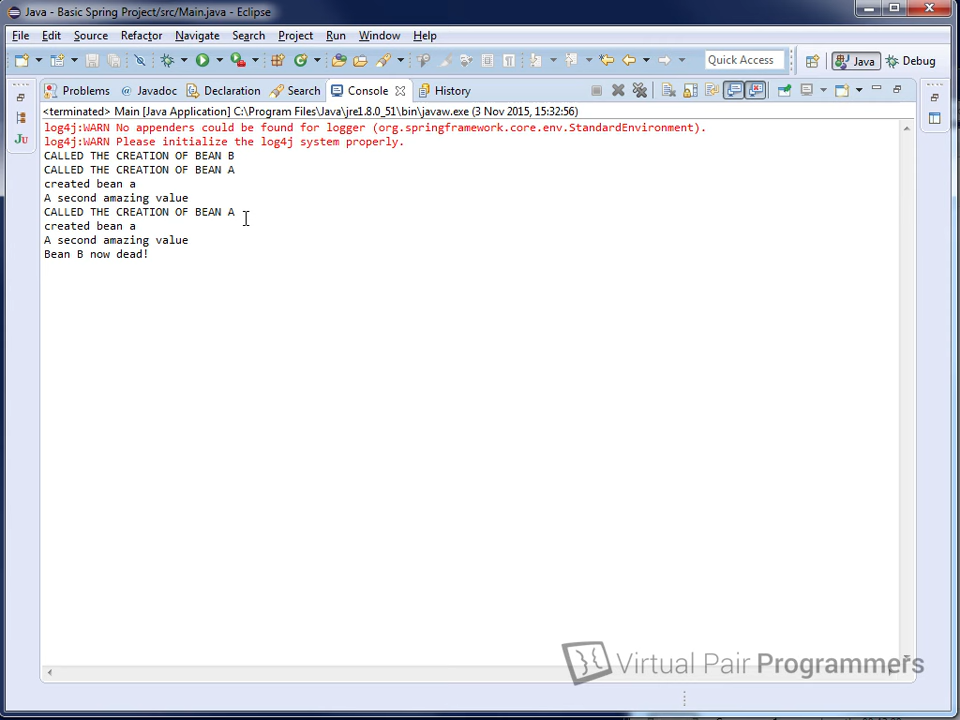 Java - Basic Spring Project/src/Main.java - Eclipse
File Edit Source Refactor Navigate Search Project Run Window Help
Quick Access Java Debug
Problems @ Javadoc Declaration Search Console History
<terminated> Main [Java Application] C:\Program Files\Java\jre1.8.0_51\bin\javaw.exe (3 Nov 2015, 15:32:56)
log4j:WARN No appenders could be found for logger (org.springframework.core.env.StandardEnvironment).
log4j:WARN Please initialize the log4j system properly.
CALLED THE CREATION OF BEAN B
CALLED THE CREATION OF BEAN A
created bean a
A second amazing value
CALLED THE CREATION OF BEAN A
created bean a
A second amazing value
Bean B now dead!
Ju
Virtual Pair Programmers